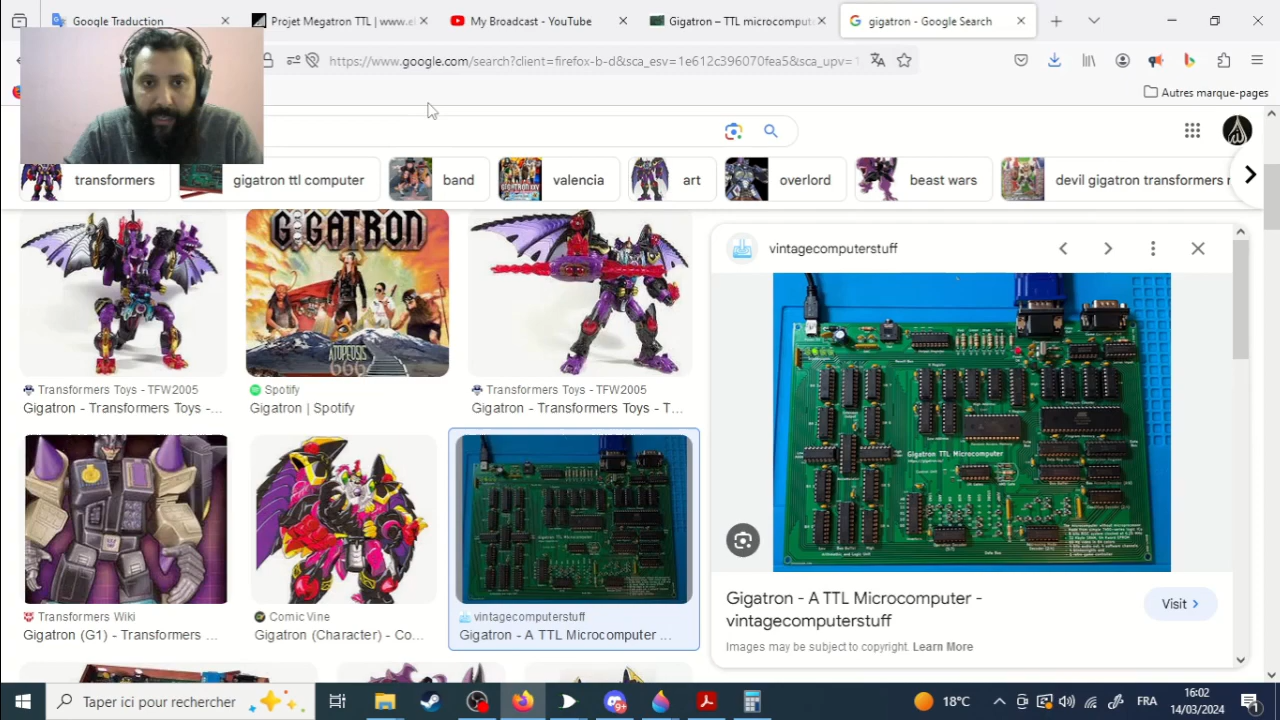 Google Traduction
Projet Megatron TTL | www.el
My Broadcast - YouTube
Gigatron – TTL microcomput
gigatron - Google Search
https://www.google.com/search?client=firefox-b-d&sca_esv=1e612c396070fea5&sca_upv=1
Autres marque-pages
transformers
gigatron ttl computer
band
valencia
art
overlord
beast wars
devil gigatron transformers r
GIGATRON
ATOPEUSIS
666
Transformers Toys - TFW2005
Gigatron - Transformers Toys -...
Spotify
Gigatron | Spotify
Transformers Toys - TFW2005
Gigatron - Transformers Toys - T...
Transformers Wiki
Gigatron (G1) - Transformers ...
Comic Vine
Gigatron (Character) - Co...
vintagecomputerstuff
Gigatron - A TTL Microcomputer ...
vintagecomputerstuff
Gigatron TTL Microcomputer
Gigatron - A TTL Microcomputer -
vintagecomputerstuff
Visit
Images may be subject to copyright. Learn More
Taper ici pour rechercher
9+
18°C
FRA
16:02
14/03/2024
1